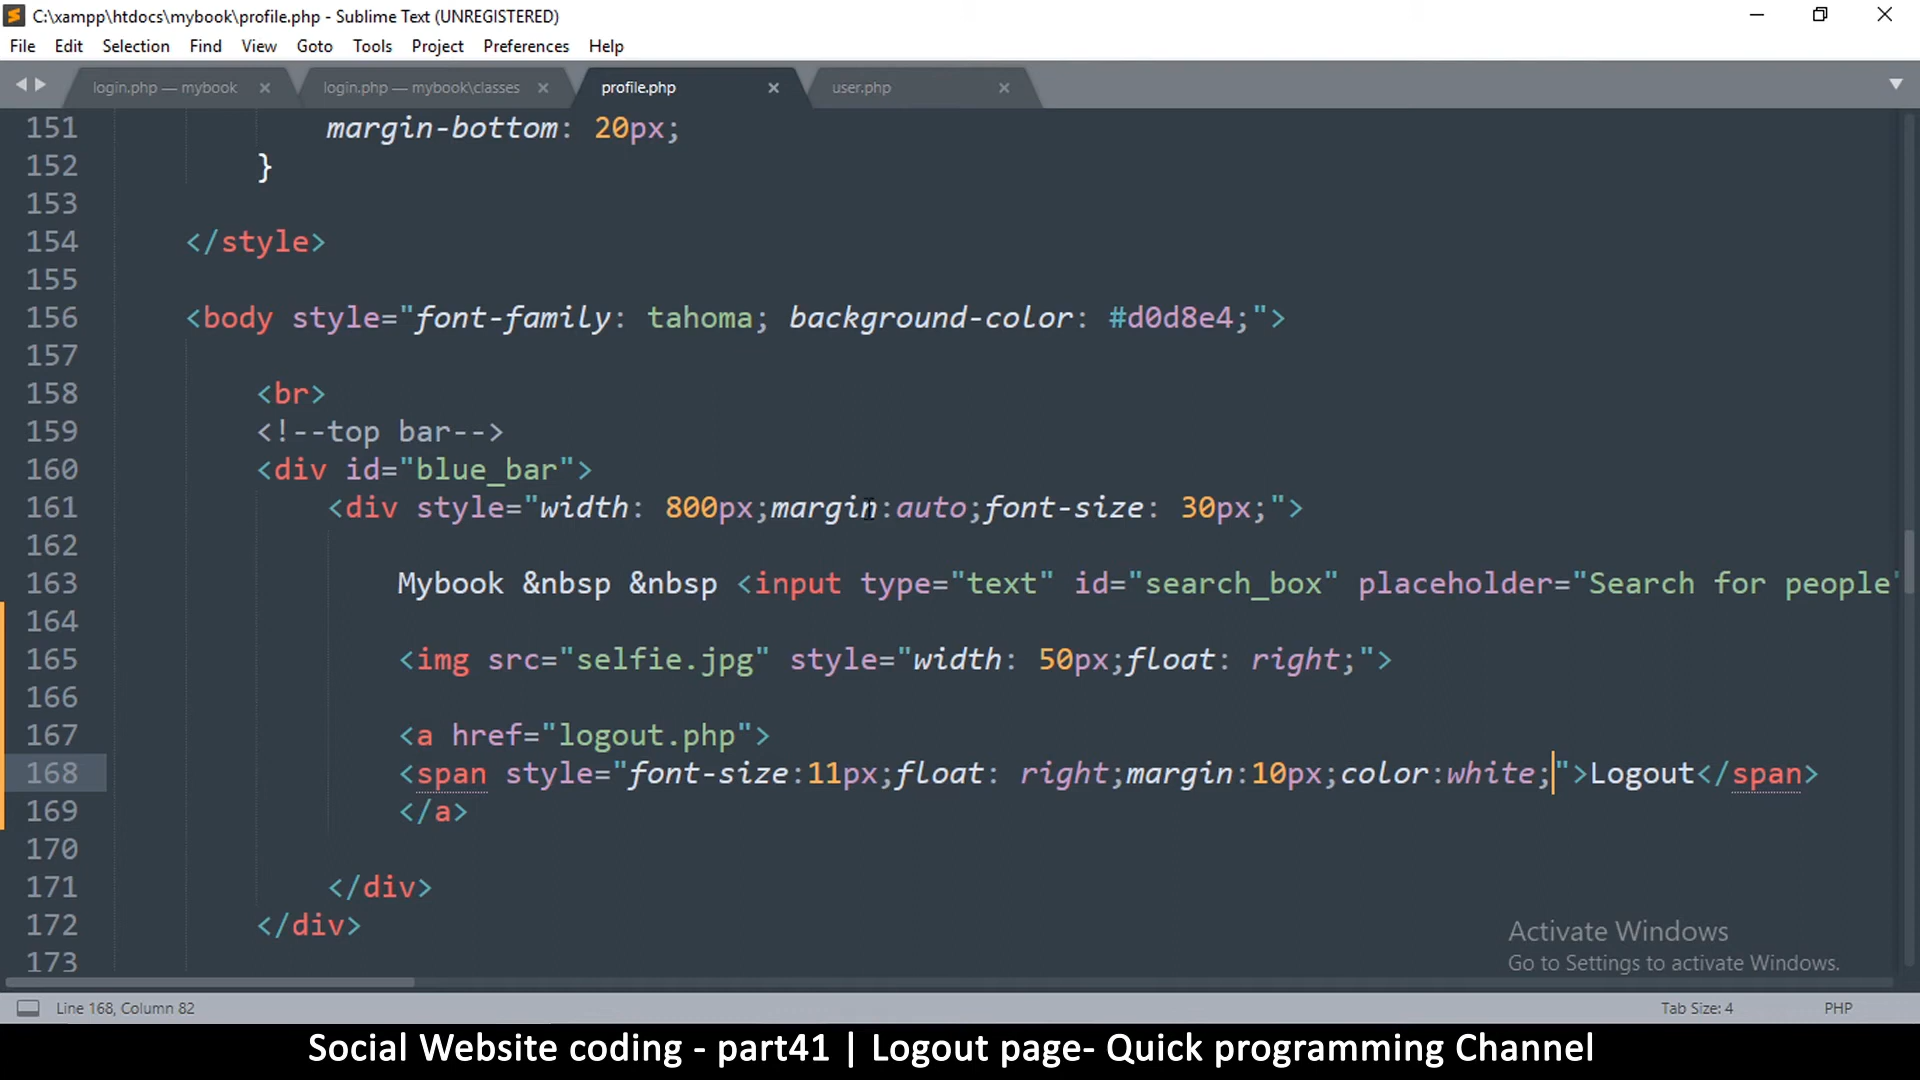 C:\xampp\htdocs\mybook\profile.php - Sublime Text (UNREGISTERED)
File Edit Selection Find View Goto Tools Project Preferences Help
login.php — mybook login.php — mybook\classes profile.php user.php
151 margin-bottom: 20px;
152 }
153
154 </style>
155
156 <body style="font-family: tahoma; background-color: #d0d8e4;">
157
158 <br>
159 <!--top bar-->
160 <div id="blue_bar">
161 <div style="width: 800px;margin:auto;font-size: 30px;">
162
163 Mybook &nbsp &nbsp <input type="text" id="search_box" placeholder="Search for people"
164
165 <img src="selfie.jpg" style="width: 50px;float: right;">
166
167 <a href="logout.php">
168 <span style="font-size:11px;float: right;margin:10px;color:white;">Logout</span>
169 </a>
170
171 </div>
172 </div>
173
Activate Windows
Go to Settings to activate Windows.
Line 168, Column 82 Tab Size: 4 PHP
Social Website coding - part41 | Logout page- Quick programming Channel